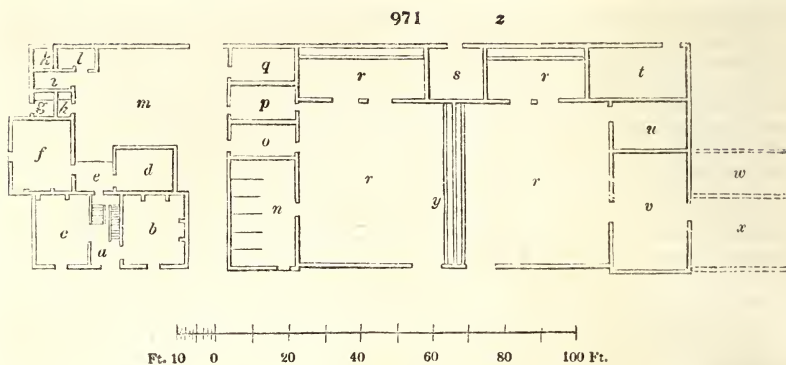 971 z
k l q r s r t
i
g k m p
o u
f e d w
r y r
c a b n v x
Ft. 10 0 20 40 60 80 100 Ft.